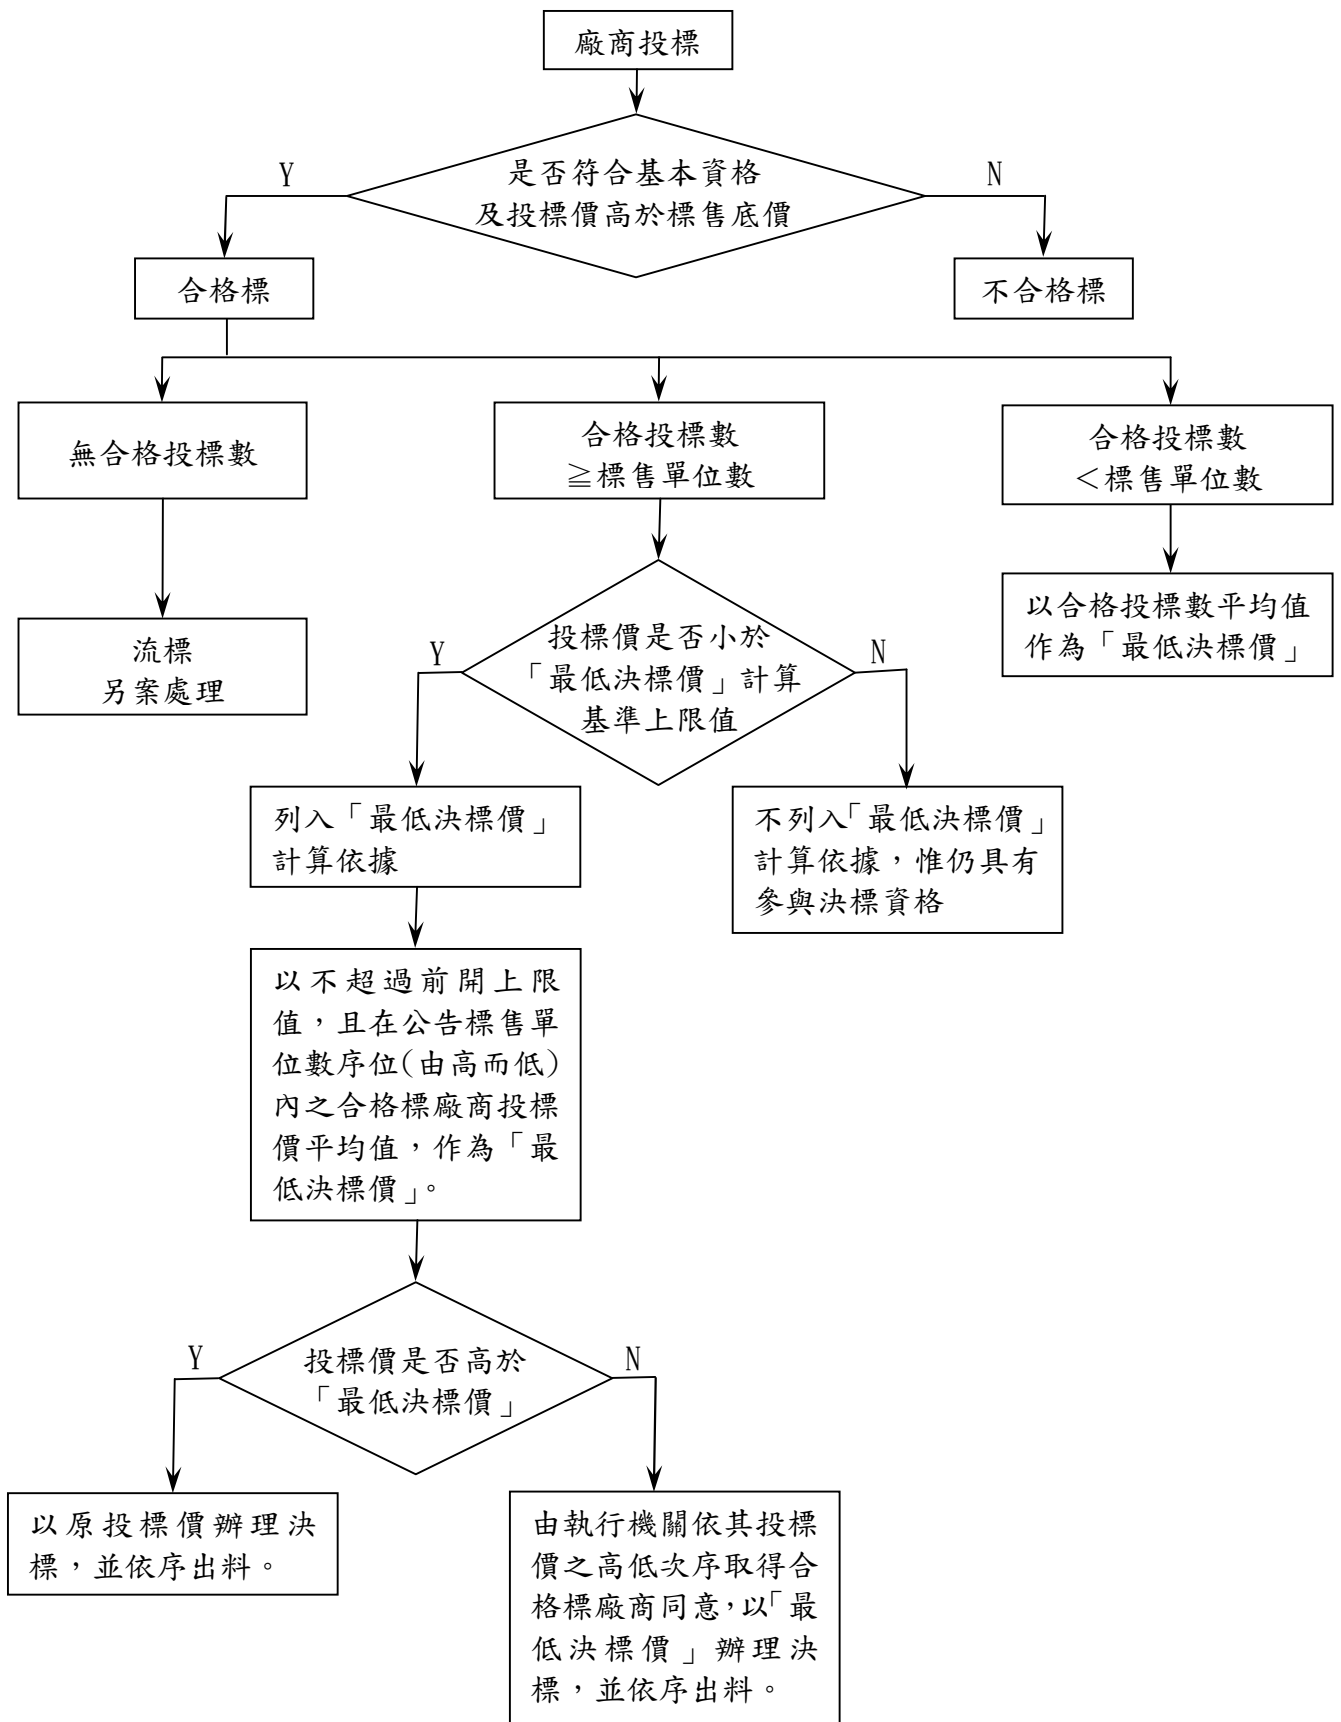 廠商投標
是否符合基本資格
及投標價高於標售底價
Y
N
合格標
不合格標
無合格投標數
合格投標數
≧標售單位數
合格投標數
＜標售單位數
流標
另案處理
投標價是否小於
「最低決標價」計算
基準上限值
Y
N
以合格投標數平均值
作為「最低決標價」
列入「最低決標價」
計算依據
不列入「最低決標價」
計算依據，惟仍具有
參與決標資格
以不超過前開上限
值，且在公告標售單
位數序位(由高而低)
內之合格標廠商投標
價平均值，作為「最
低決標價」。
投標價是否高於
「最低決標價」
Y
N
以原投標價辦理決
標，並依序出料。
由執行機關依其投標
價之高低次序取得合
格標廠商同意，以「最
低決標價」辦理決
標，並依序出料。